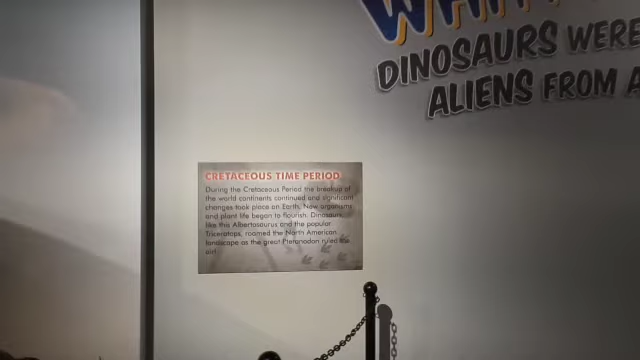 DINOSAURS WERE
ALIENS FROM A
CRETACEOUS TIME PERIOD
During the Cretaceous Period the breakup of
the world continents continued and significant
changes took place on Earth. New organisms
and plant life began to flourish. Dinosaurs,
like this Albertosaurus and the popular
Triceratops, roamed the North American
landscape as the great Pteranodon ruled the
air!